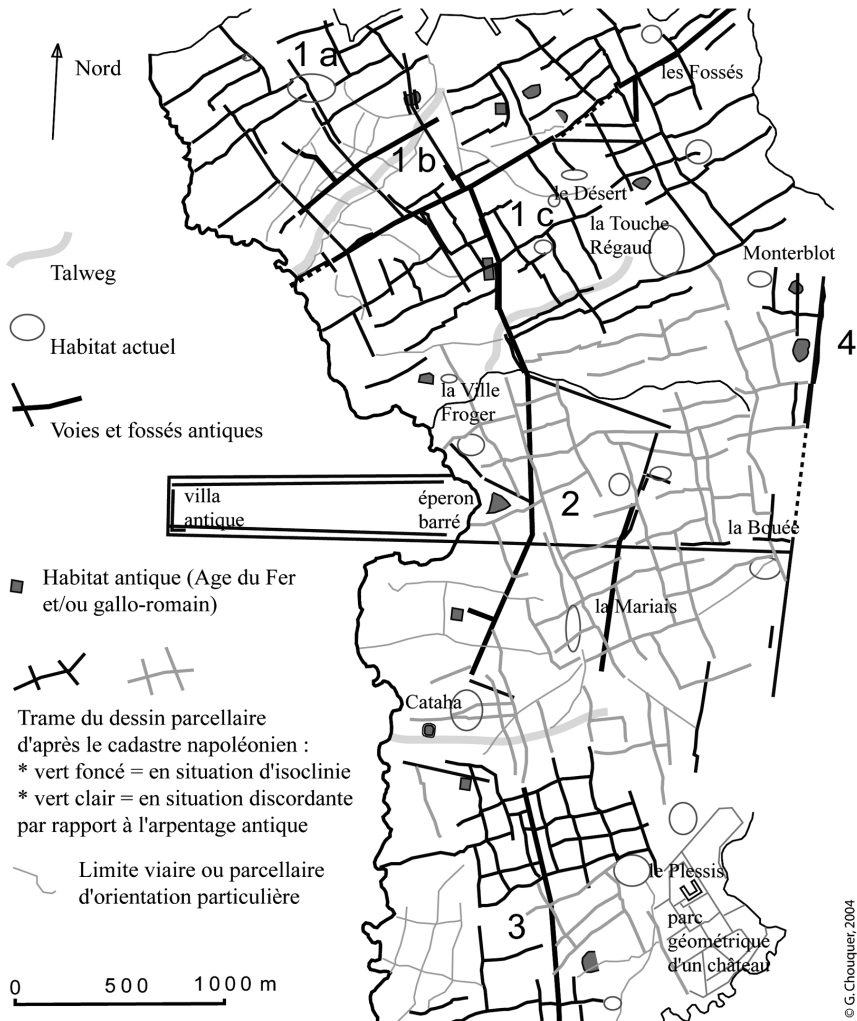 1 a
Nord
les Fossés
1 b
le Désert
1 c
la Touche
Régaud
Monterblot
Talweg
4
Habitat actuel
la Ville
Froger
Voies et fossés antiques
villa
antique
éperon
barré
2
la Bouée
Habitat antique (Age du Fer
et/ou gallo-romain)
la Mariais
Cataha
Trame du dessin parcellaire
d'après le cadastre napoléonien :
* vert foncé = en situation d'isoclinie
* vert clair = en situation discordante
par rapport à l'arpentage antique
Limite viaire ou parcellaire
d'orientation particulière
le Plessis
3
parc
géométrique
d'un château
0 500 1000 m
© G.Chouquer, 2004